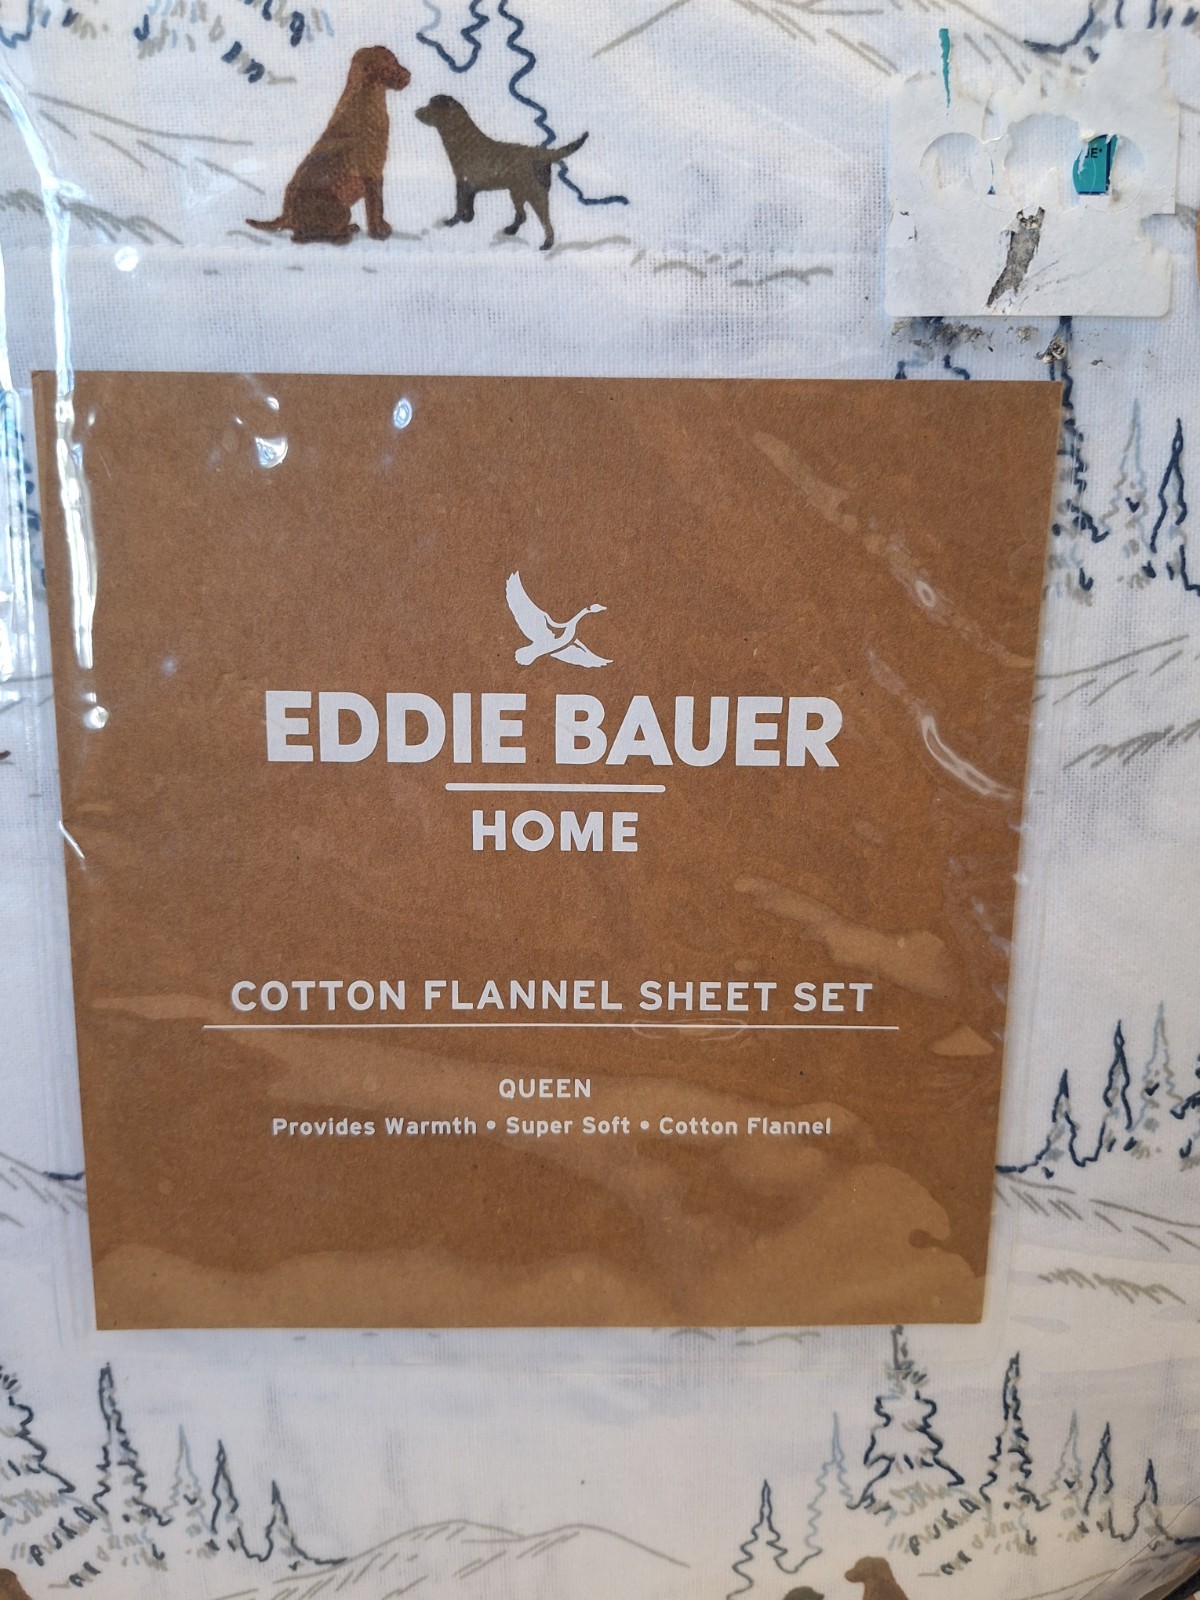 EDDIE BAUER
HOME
COTTON FLANNEL SHEET SET
QUEEN
Provides Warmth • Super Soft • Cotton Flannel